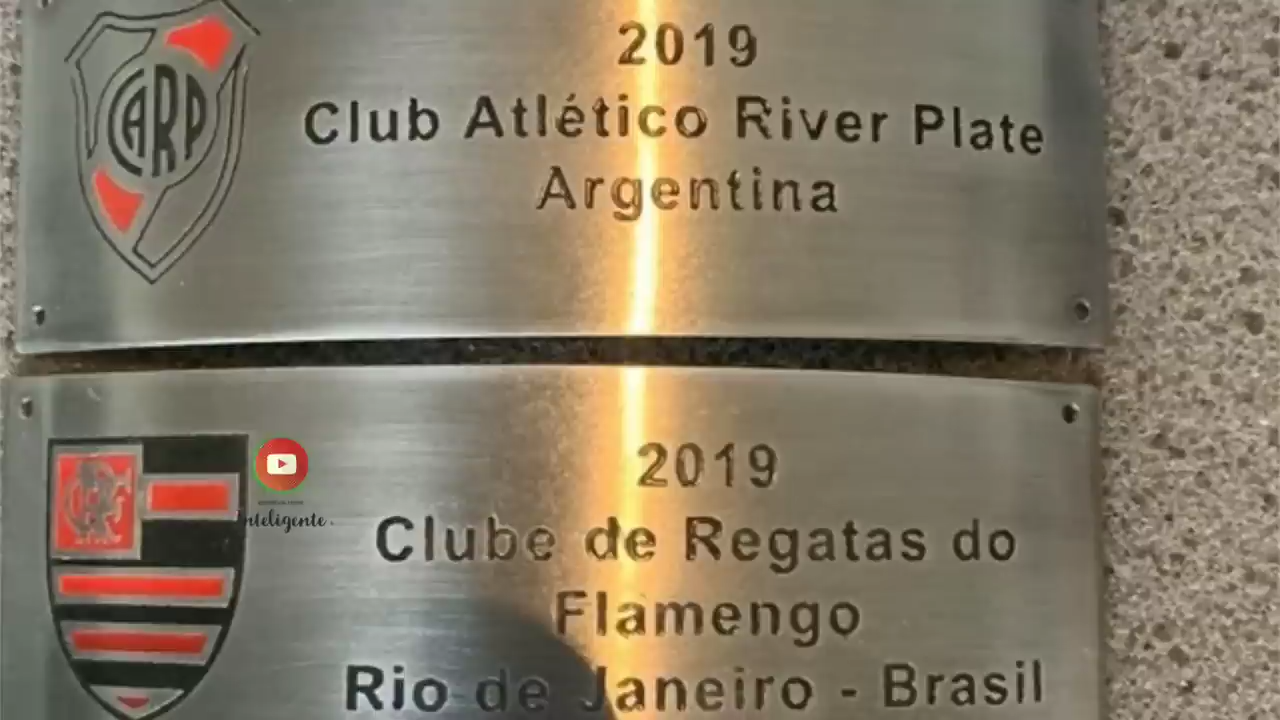 CARP
2019
Club Atlético River Plate
Argentina
2019
Clube de Regatas do
Flamengo
Rio de Janeiro - Brasil
Inteligente